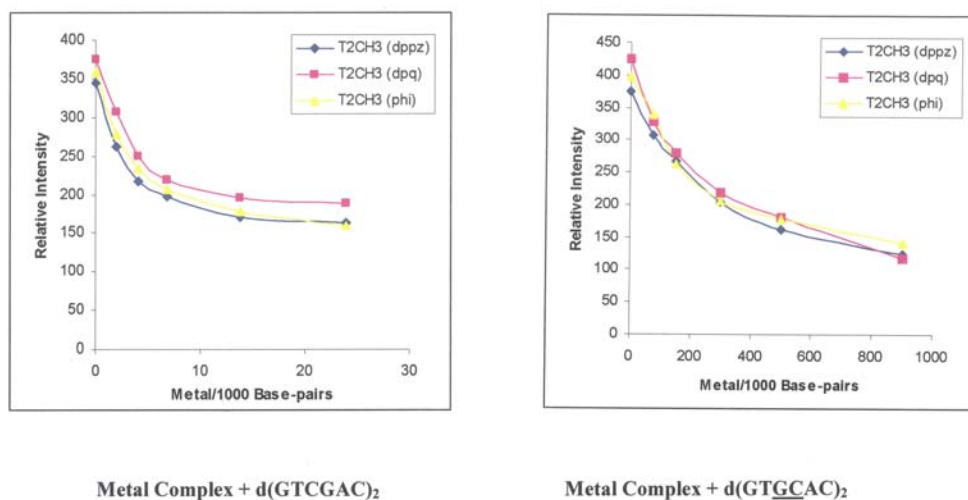 400
350
300
250
200
150
100
50
0
Relative Intensity
T2CH3 (dppz)
T2CH3 (dpq)
T2CH3 (phi)
0 10 20 30
Metal/1000 Base-pairs
Metal Complex + d(GTCGAC)₂
450
400
350
300
250
200
150
100
50
0
Relative Intensity
T2CH3 (dppz)
T2CH3 (dpq)
T2CH3 (phi)
0 200 400 600 800 1000
Metal/1000 Base-pairs
Metal Complex + d(GTGCAC)₂